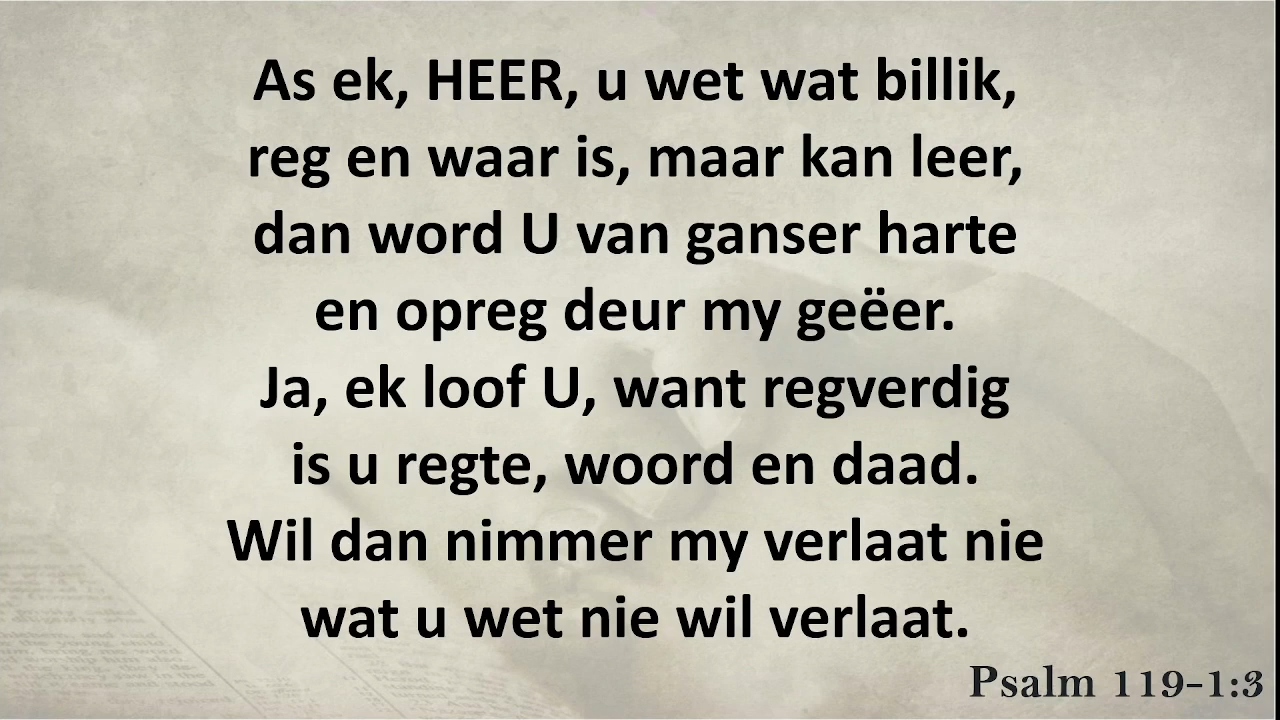 As ek, HEER, u wet wat billik,
reg en waar is, maar kan leer,
dan word U van ganser harte
en opreg deur my geëer.
Ja, ek loof U, want regverdig
is u regte, woord en daad.
Wil dan nimmer my verlaat nie
wat u wet nie wil verlaat.
Psalm 119-1:3